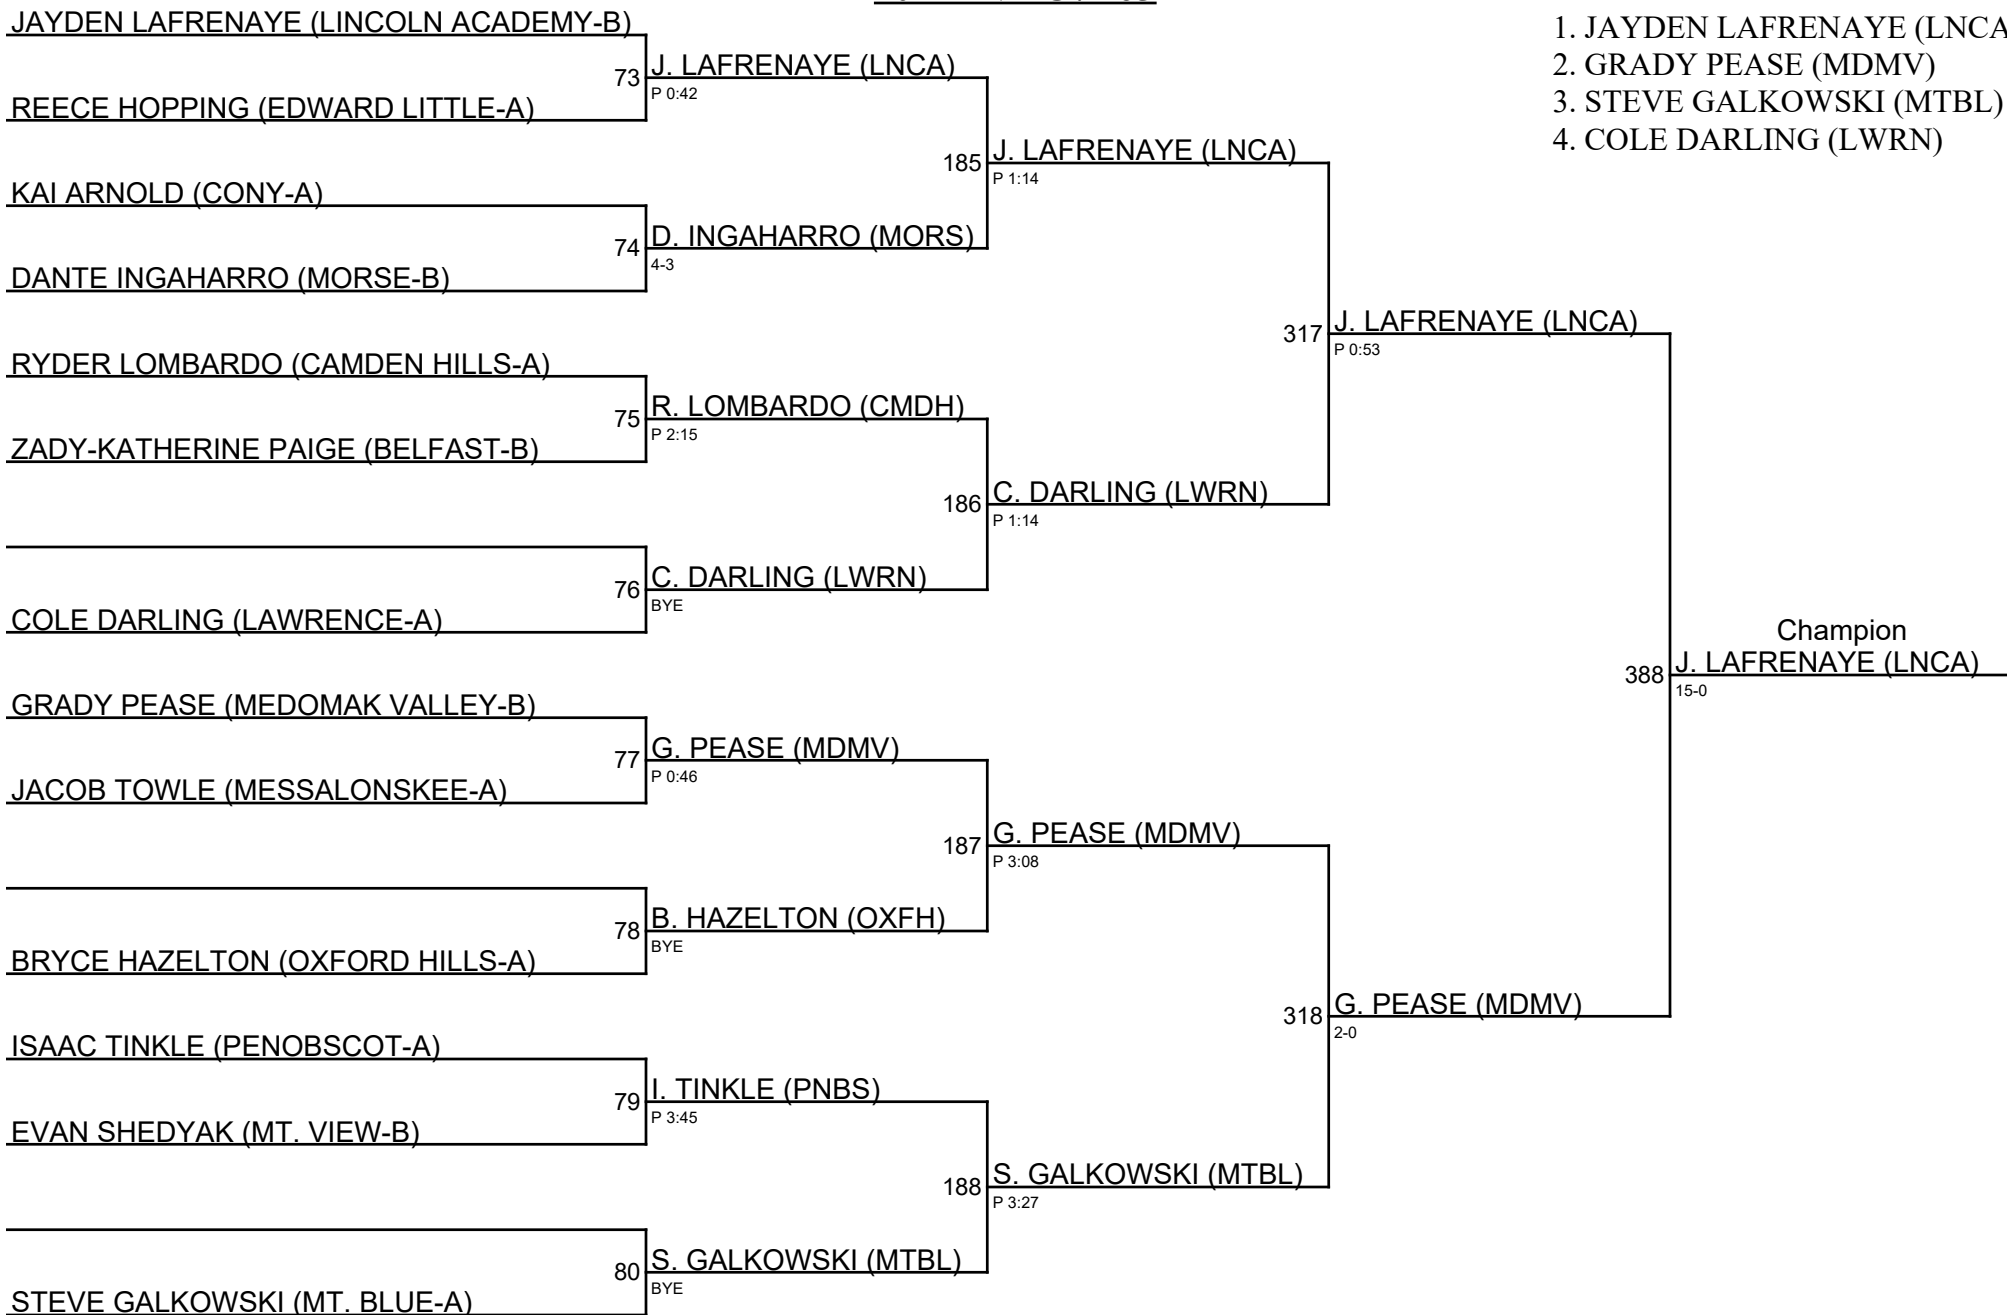 JAYDEN LAFRENAYE (LINCOLN ACADEMY-B)
REECE HOPPING (EDWARD LITTLE-A)
KAI ARNOLD (CONY-A)
DANTE INGAHARRO (MORSE-B)
RYDER LOMBARDO (CAMDEN HILLS-A)
ZADY-KATHERINE PAIGE (BELFAST-B)
COLE DARLING (LAWRENCE-A)
GRADY PEASE (MEDOMAK VALLEY-B)
JACOB TOWLE (MESSALONSKEE-A)
BRYCE HAZELTON (OXFORD HILLS-A)
ISAAC TINKLE (PENOBSCOT-A)
EVAN SHEDYAK (MT. VIEW-B)
STEVE GALKOWSKI (MT. BLUE-A)
73 J. LAFRENAYE (LNCA)
P 0:42
74 D. INGAHARRO (MORS)
4-3
75 R. LOMBARDO (CMDH)
P 2:15
76 C. DARLING (LWRN)
BYE
77 G. PEASE (MDMV)
P 0:46
78 B. HAZELTON (OXFH)
BYE
79 I. TINKLE (PNBS)
P 3:45
80 S. GALKOWSKI (MTBL)
BYE
185 J. LAFRENAYE (LNCA)
P 1:14
186 C. DARLING (LWRN)
P 1:14
187 G. PEASE (MDMV)
P 3:08
188 S. GALKOWSKI (MTBL)
P 3:27
317 J. LAFRENAYE (LNCA)
P 0:53
318 G. PEASE (MDMV)
2-0
Champion
388 J. LAFRENAYE (LNCA)
15-0
1. JAYDEN LAFRENAYE (LNCA
2. GRADY PEASE (MDMV)
3. STEVE GALKOWSKI (MTBL)
4. COLE DARLING (LWRN)